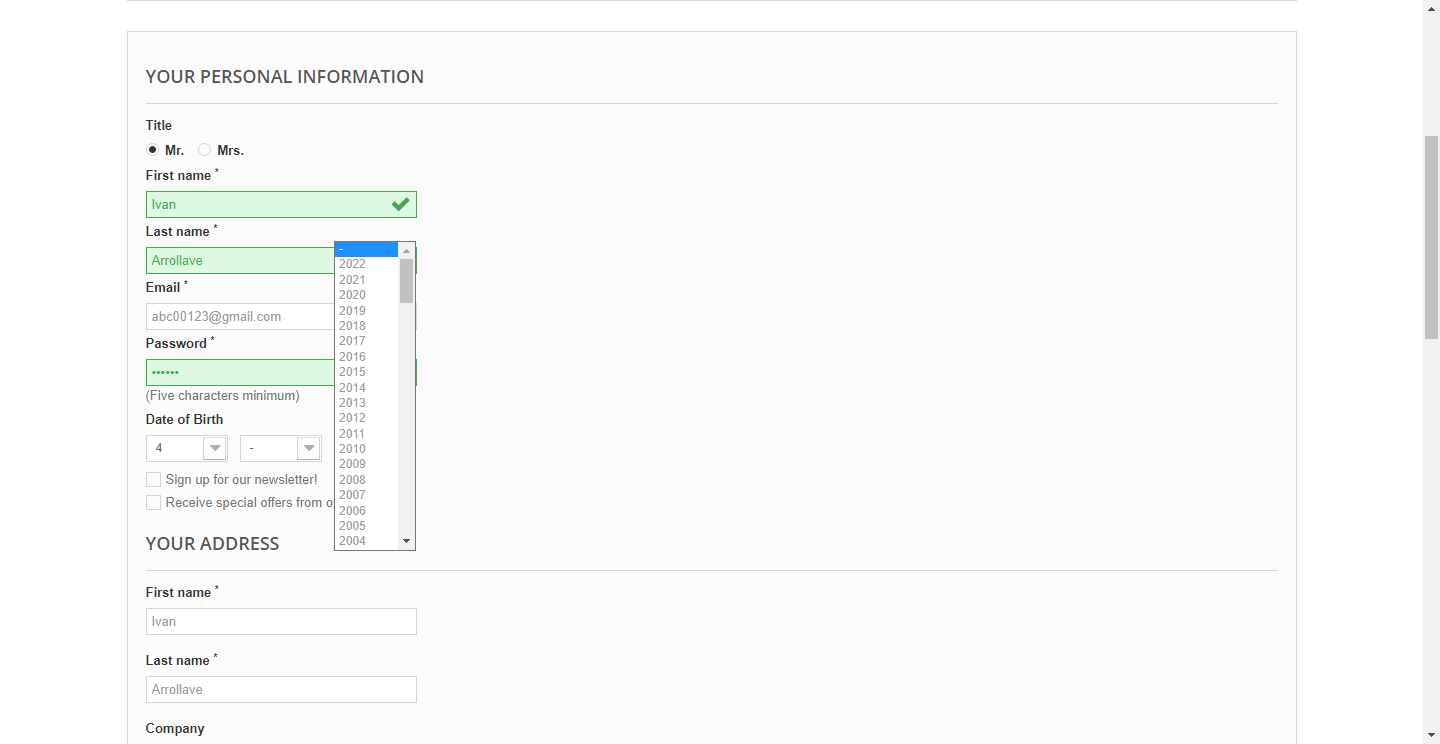 YOUR PERSONAL INFORMATION
Title
Mr. Mrs.
First name *
Ivan
Last name *
Arrollave
Email *
abc00123@gmail.com
Password *
••••••
(Five characters minimum)
Date of Birth
4 -
-
2022
2021
2020
2019
2018
2017
2016
2015
2014
2013
2012
2011
2010
2009
2008
2007
2006
2005
2004
Sign up for our newsletter!
Receive special offers from
YOUR ADDRESS
First name *
Ivan
Last name *
Arrollave
Company